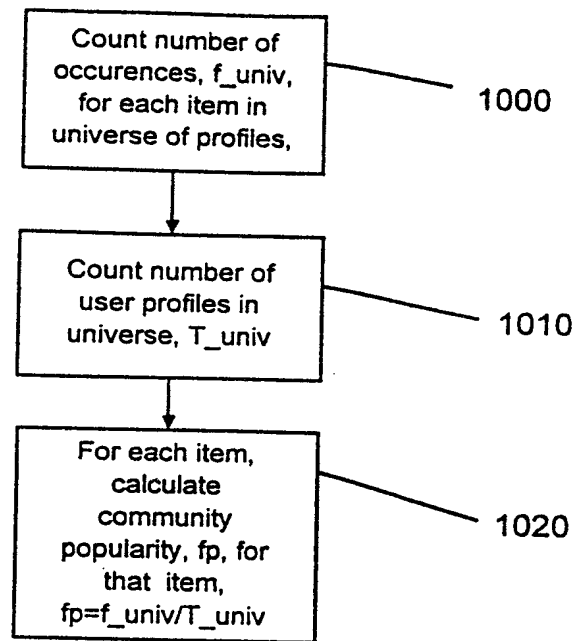 Count number of
occurences, f_univ,
for each item in
universe of profiles,
1000
Count number of
user profiles in
universe, T_univ
1010
For each item,
calculate
community
popularity, fp, for
that item,
fp=f_univ/T_univ
1020